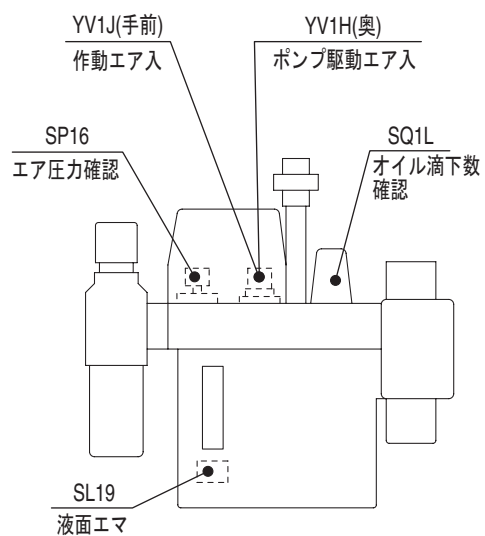 YV1J(手前)
作動エア入
YV1H(奥)
ポンプ駆動エア入
SP16
エア圧力確認
SQ1L
オイル滴下数
確認
SL19
液面エマ